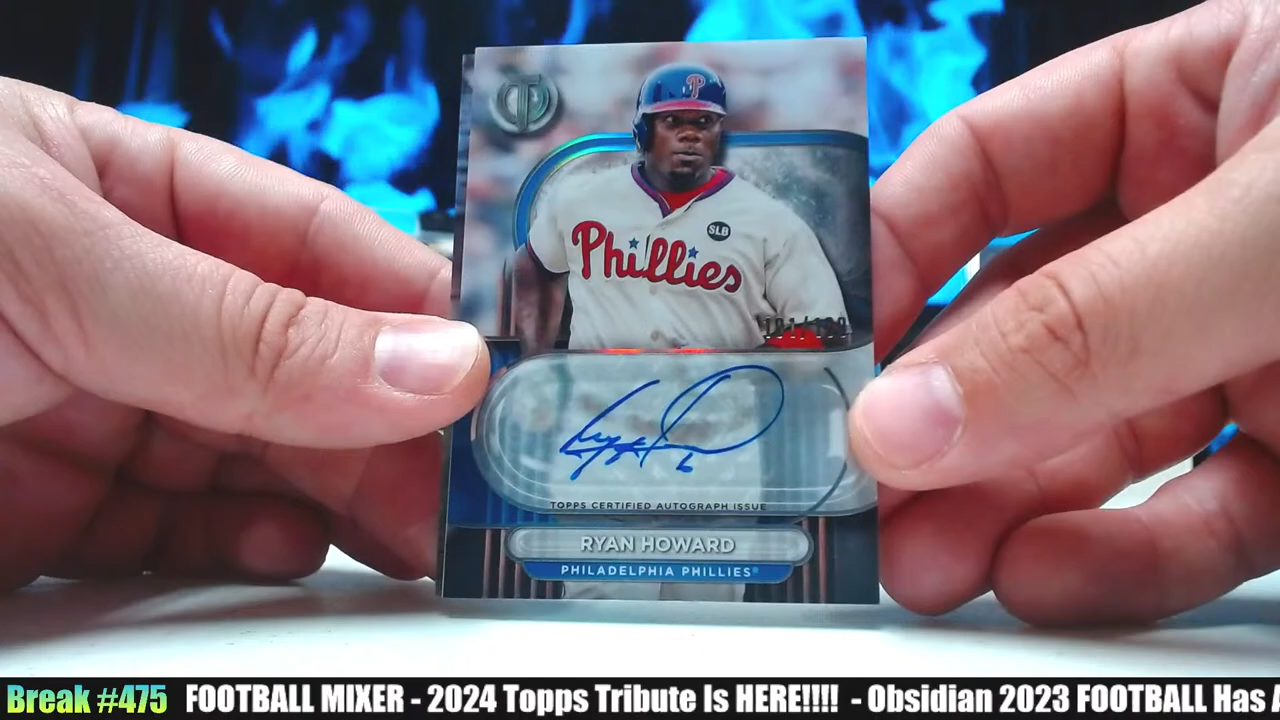 P
SLB
Phillies
RYAN HOWARD
TOPPS CERTIFIED AUTOGRAPH ISSUE
PHILADELPHIA PHILLIES®
Break #475 FOOTBALL MIXER - 2024 Topps Tribute Is HERE!!!! - Obsidian 2023 FOOTBALL Has